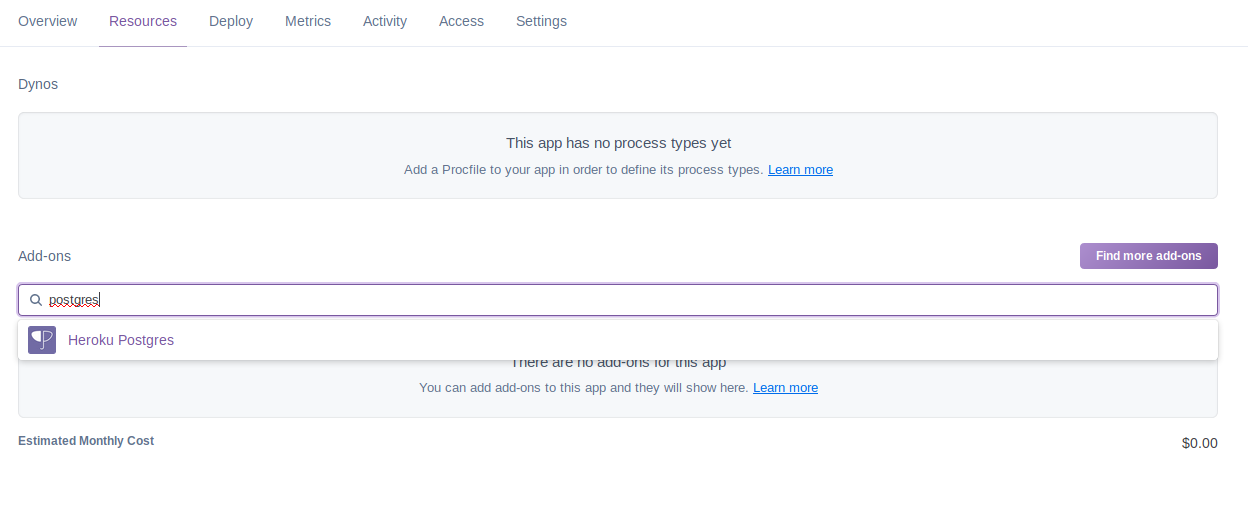 Overview Resources Deploy Metrics Activity Access Settings
Dynos
This app has no process types yet
Add a Procfile to your app in order to define its process types. Learn more
Add-ons Find more add-ons
postgres
Heroku Postgres
There are no add-ons for this app
You can add add-ons to this app and they will show here. Learn more
Estimated Monthly Cost $0.00